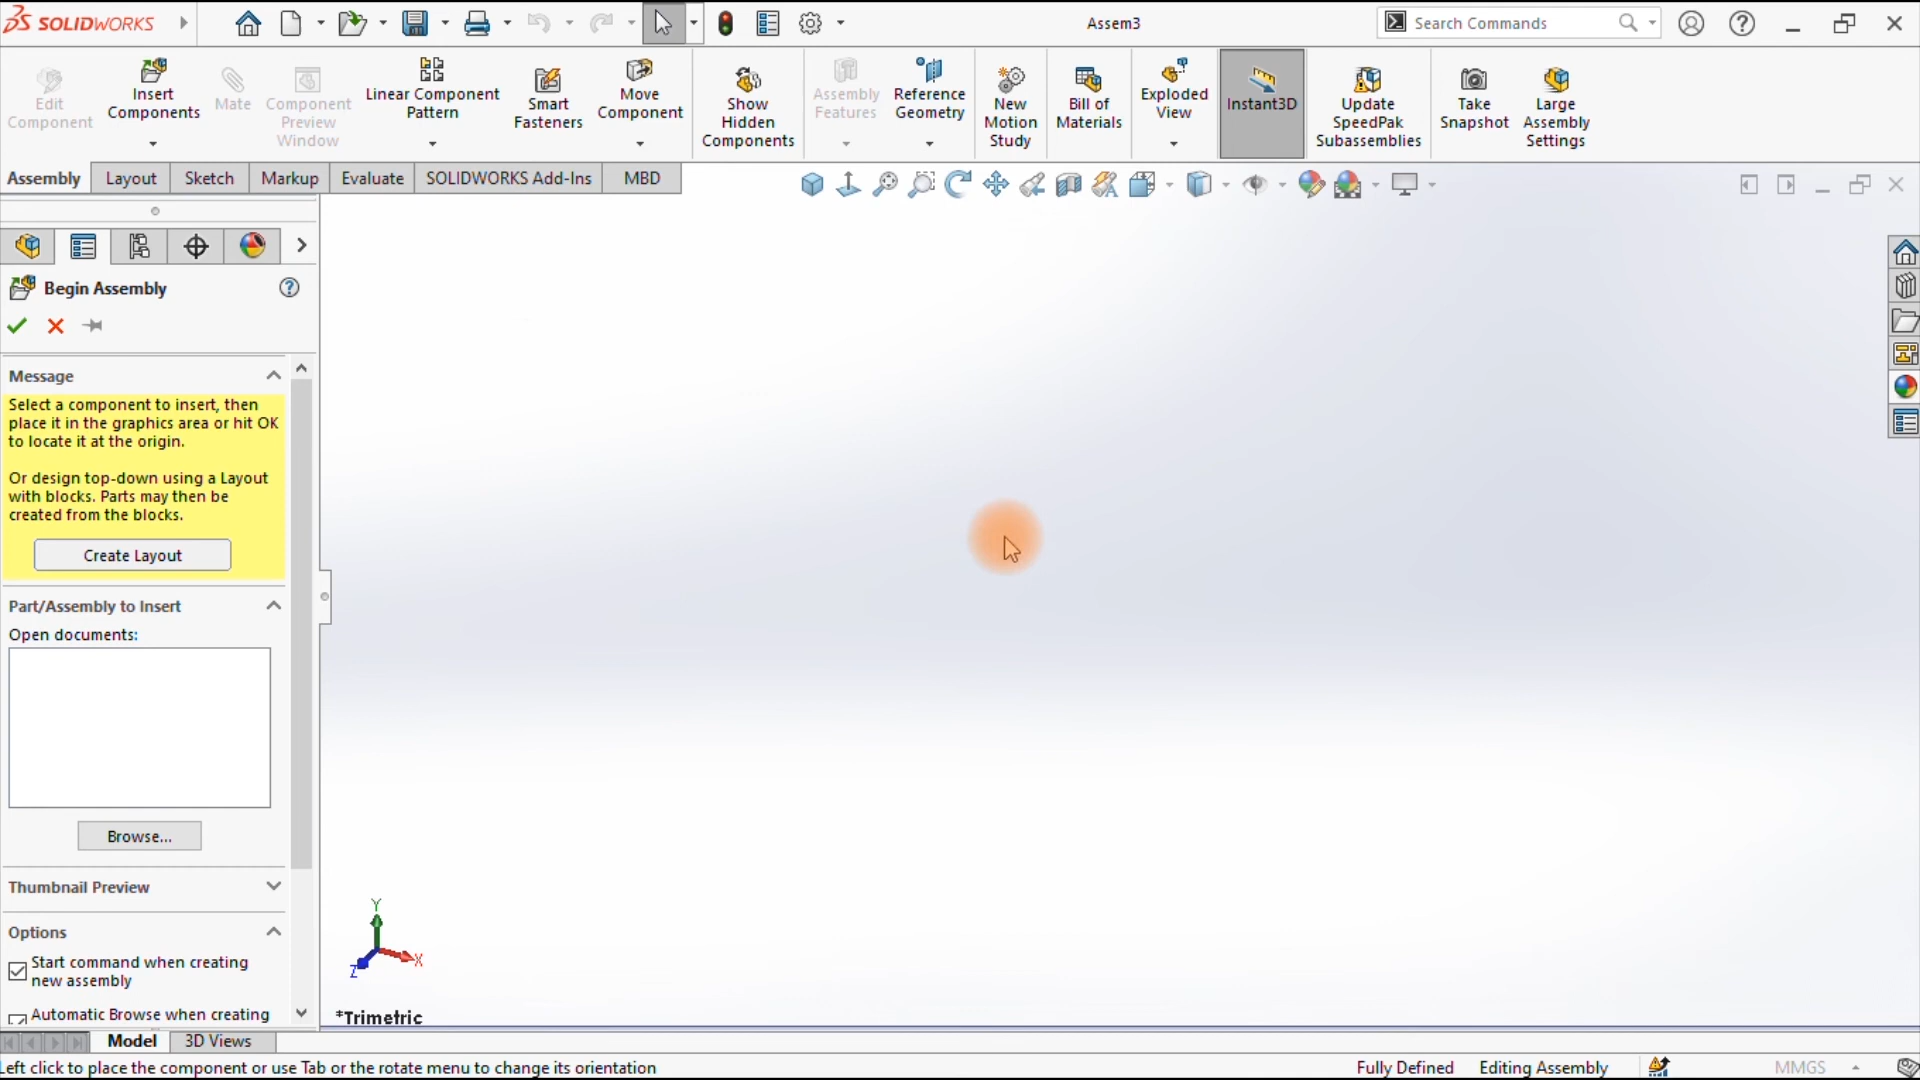 SOLIDWORKS
Assem3
Search Commands
Edit
Component
Insert
Components
Mate
Component
Preview
Window
Linear Component
Pattern
Smart
Fasteners
Move
Component
Show
Hidden
Components
Assembly
Features
Reference
Geometry
New
Motion
Study
Bill of
Materials
Exploded
View
Instant3D
Update
SpeedPak
Subassemblies
Take
Snapshot
Large
Assembly
Settings
Assembly
Layout
Sketch
Markup
Evaluate
SOLIDWORKS Add-Ins
MBD
Begin Assembly
Message
Select a component to insert, then
place it in the graphics area or hit OK
to locate it at the origin.
Or design top-down using a Layout
with blocks. Parts may then be
created from the blocks.
Create Layout
Part/Assembly to Insert
Open documents:
Browse...
Thumbnail Preview
Options
Start command when creating
new assembly
Automatic Browse when creating
Y
X
Z
*Trimetric
Model
3D Views
Left click to place the component or use Tab or the rotate menu to change its orientation
Fully Defined
Editing Assembly
MMGS